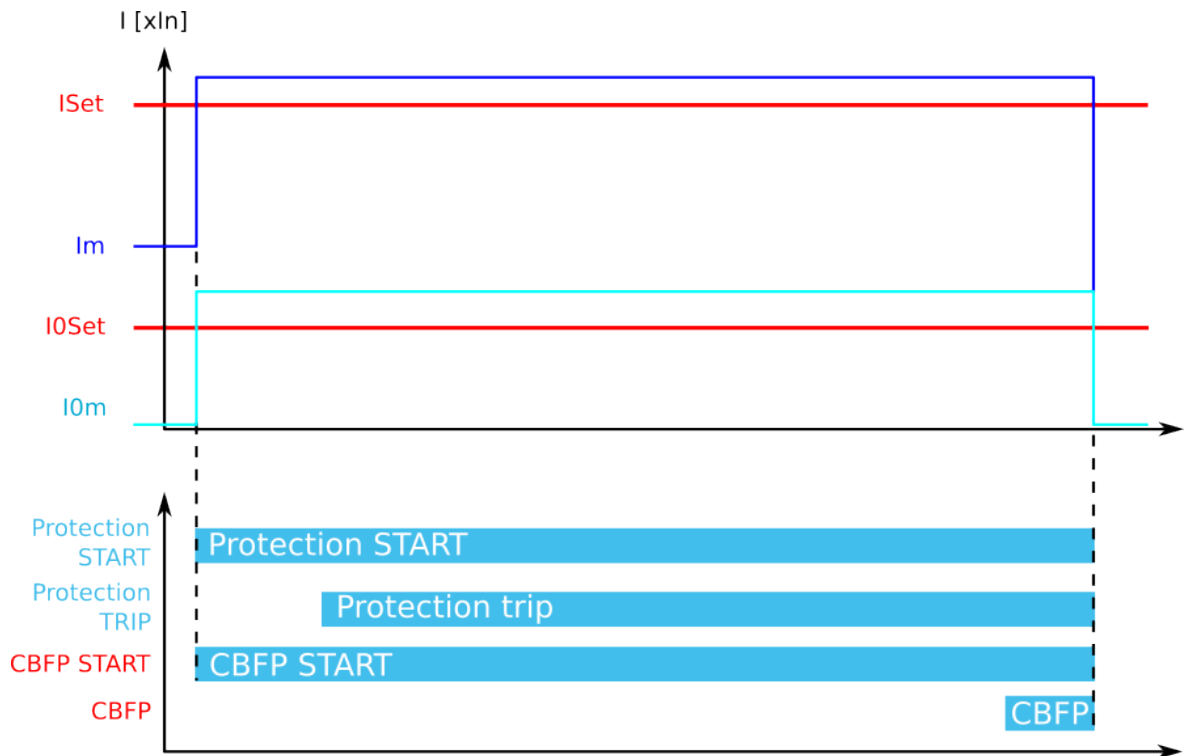 I [xIn]
ISet
Im
I0Set
I0m
Protection
START
Protection START
Protection
TRIP
Protection trip
CBFP START
CBFP START
CBFP
CBFP